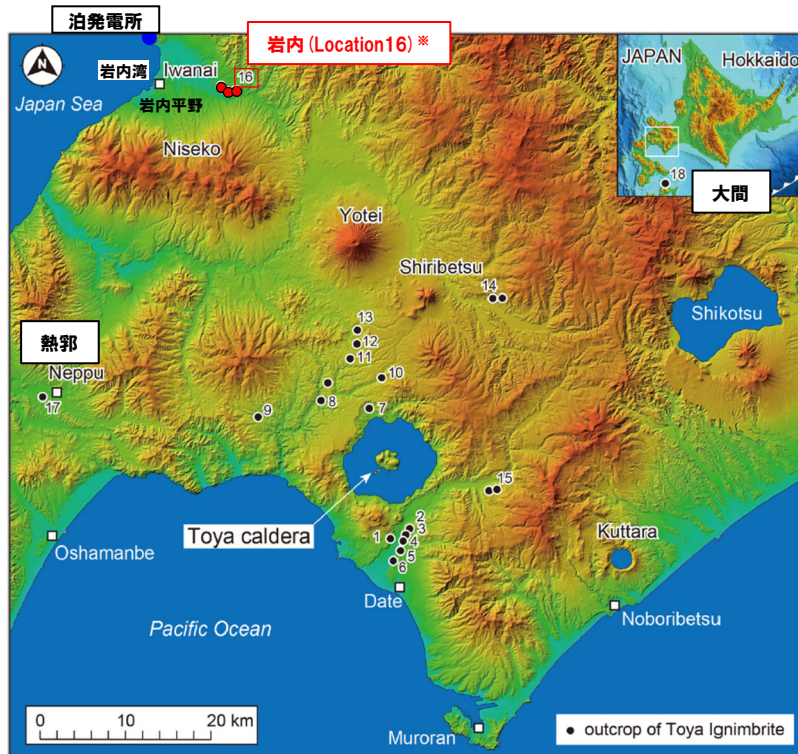 泊発電所
岩内(Location16)※
JAPAN
Hokkaido
N
岩内湾
Iwanai
16
Japan Sea
岩内平野
Niseko
18
大間
Yotei
Shiribetsu
14
Shikotsu
13
12
11
熱郛
Neppu
10
17
8
9
7
15
Toya caldera
2
3
1
4
5
6
Kuttara
Oshamanbe
Date
Noboribetsu
Pacific Ocean
0 10 20 km
Muroran
outcrop of Toya Ignimbrite